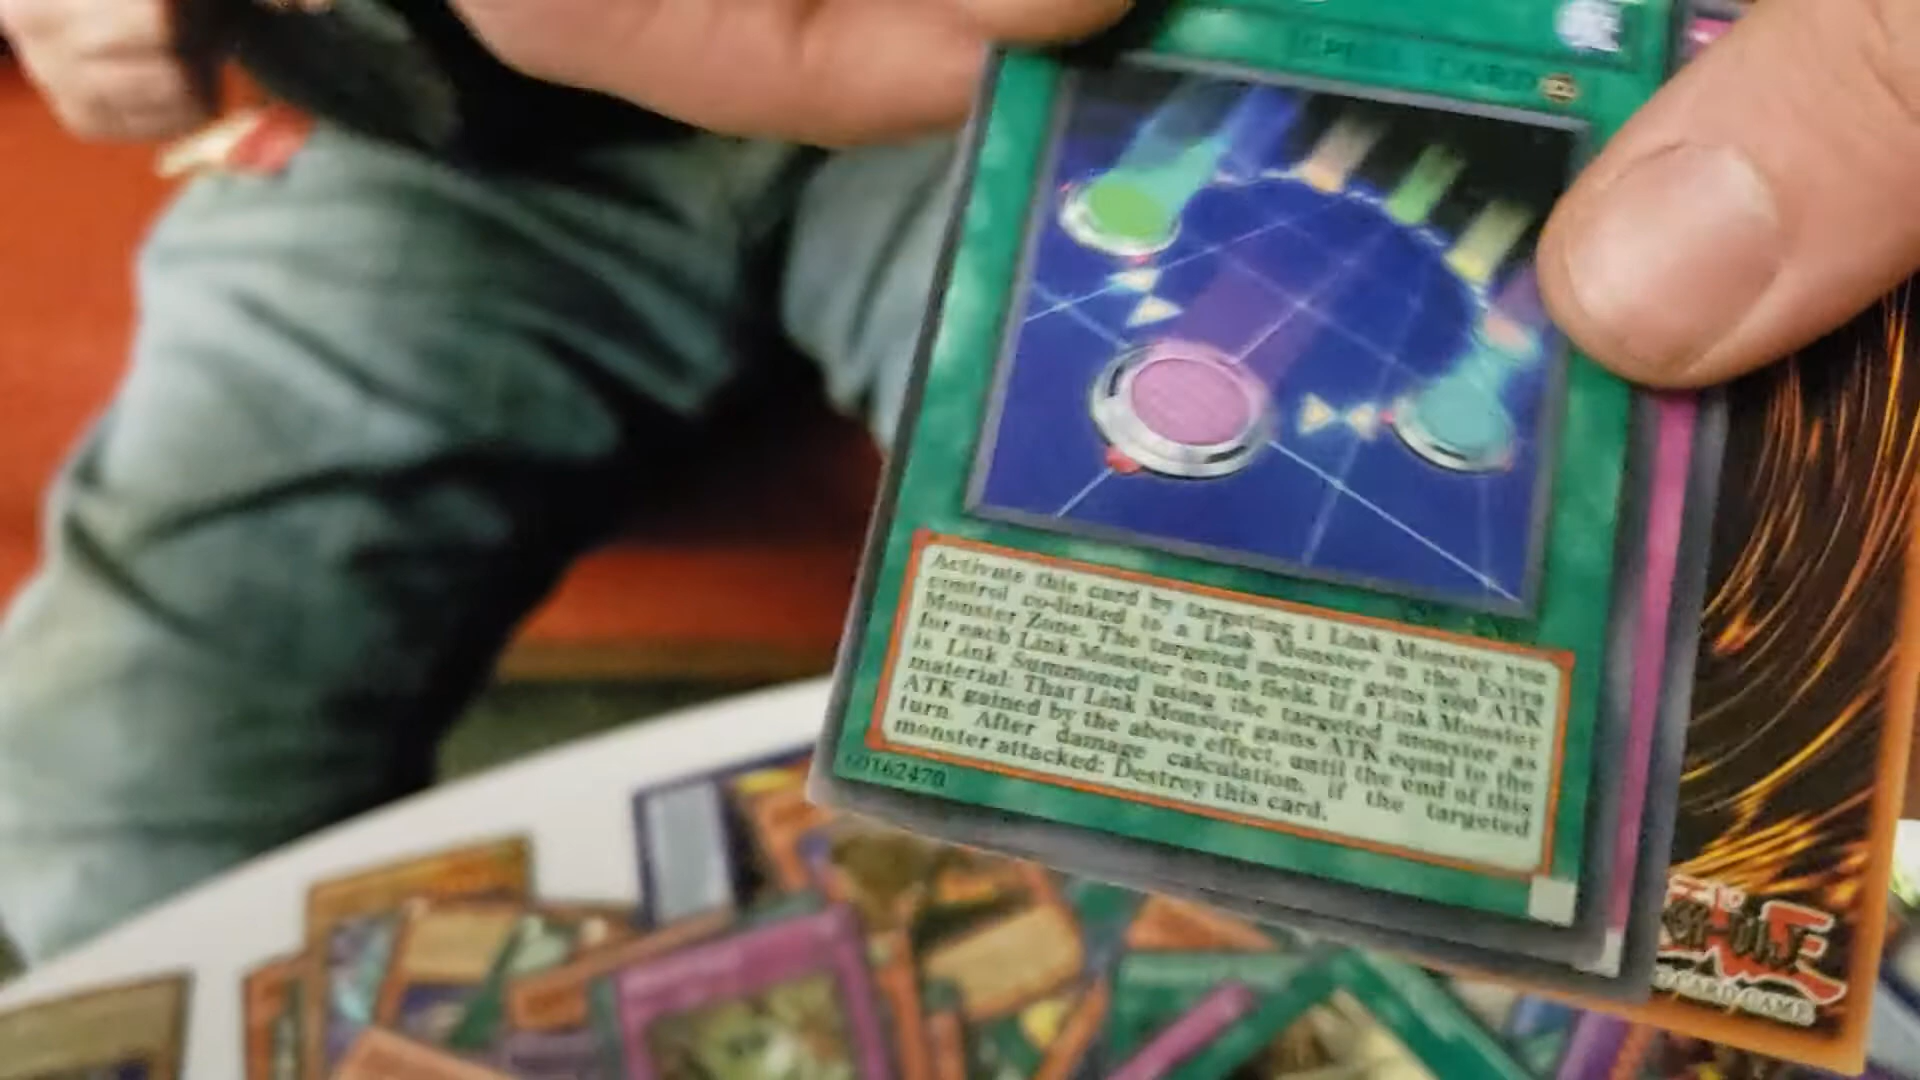 SPELL CARD
Activate this card by targeting 1 Link Monster you
control co-linked to a Link Monster in the Extra
Monster Zone. The targeted monster gains 500 ATK
for each Link Monster on the field. If a Link Monster
is Link Summoned using the targeted monster as
material: That Link Monster gains ATK equal to the
ATK gained by the above effect, until the end of this
turn. After damage calculation, if the targeted
monster attacked: Destroy this card.